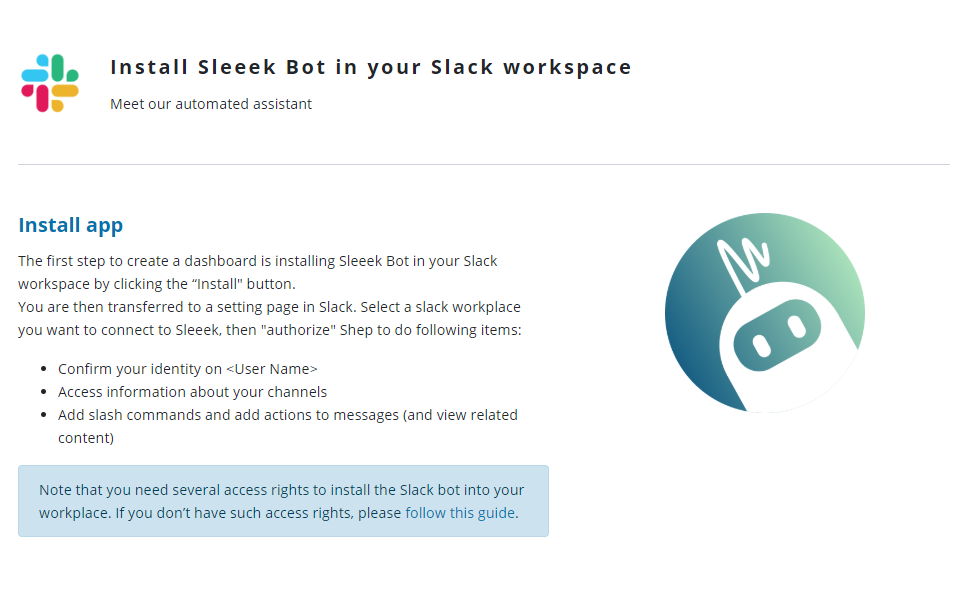 Install Sleeek Bot in your Slack workspace
Meet our automated assistant
Install app
The first step to create a dashboard is installing Sleeek Bot in your Slack
workspace by clicking the “Install" button.
You are then transferred to a setting page in Slack. Select a slack workplace
you want to connect to Sleeek, then "authorize" Shep to do following items:
• Confirm your identity on <User Name>
• Access information about your channels
• Add slash commands and add actions to messages (and view related
content)
Note that you need several access rights to install the Slack bot into your
workplace. If you don’t have such access rights, please follow this guide.